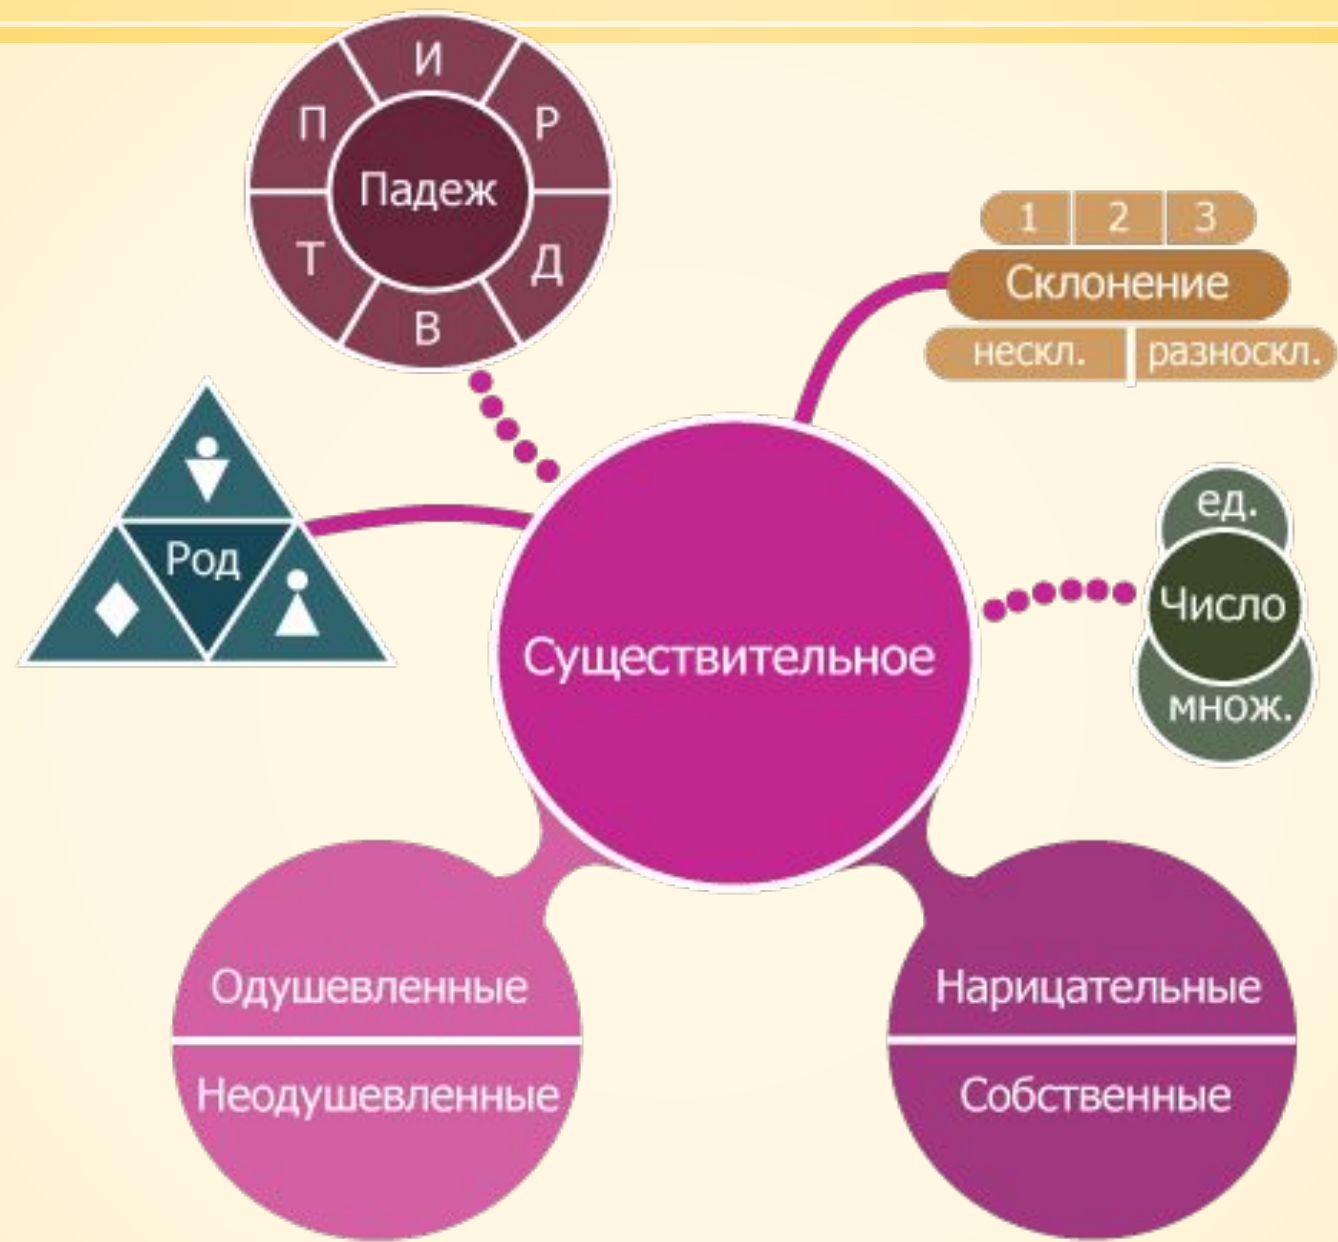 И
П
Р
Падеж
Т
Д
В
1 2 3
Склонение
нескл. разноскл.
Род
ед.
Число
множ.
Существительное
Одушевленные
Неодушевленные
Нарицательные
Собственные